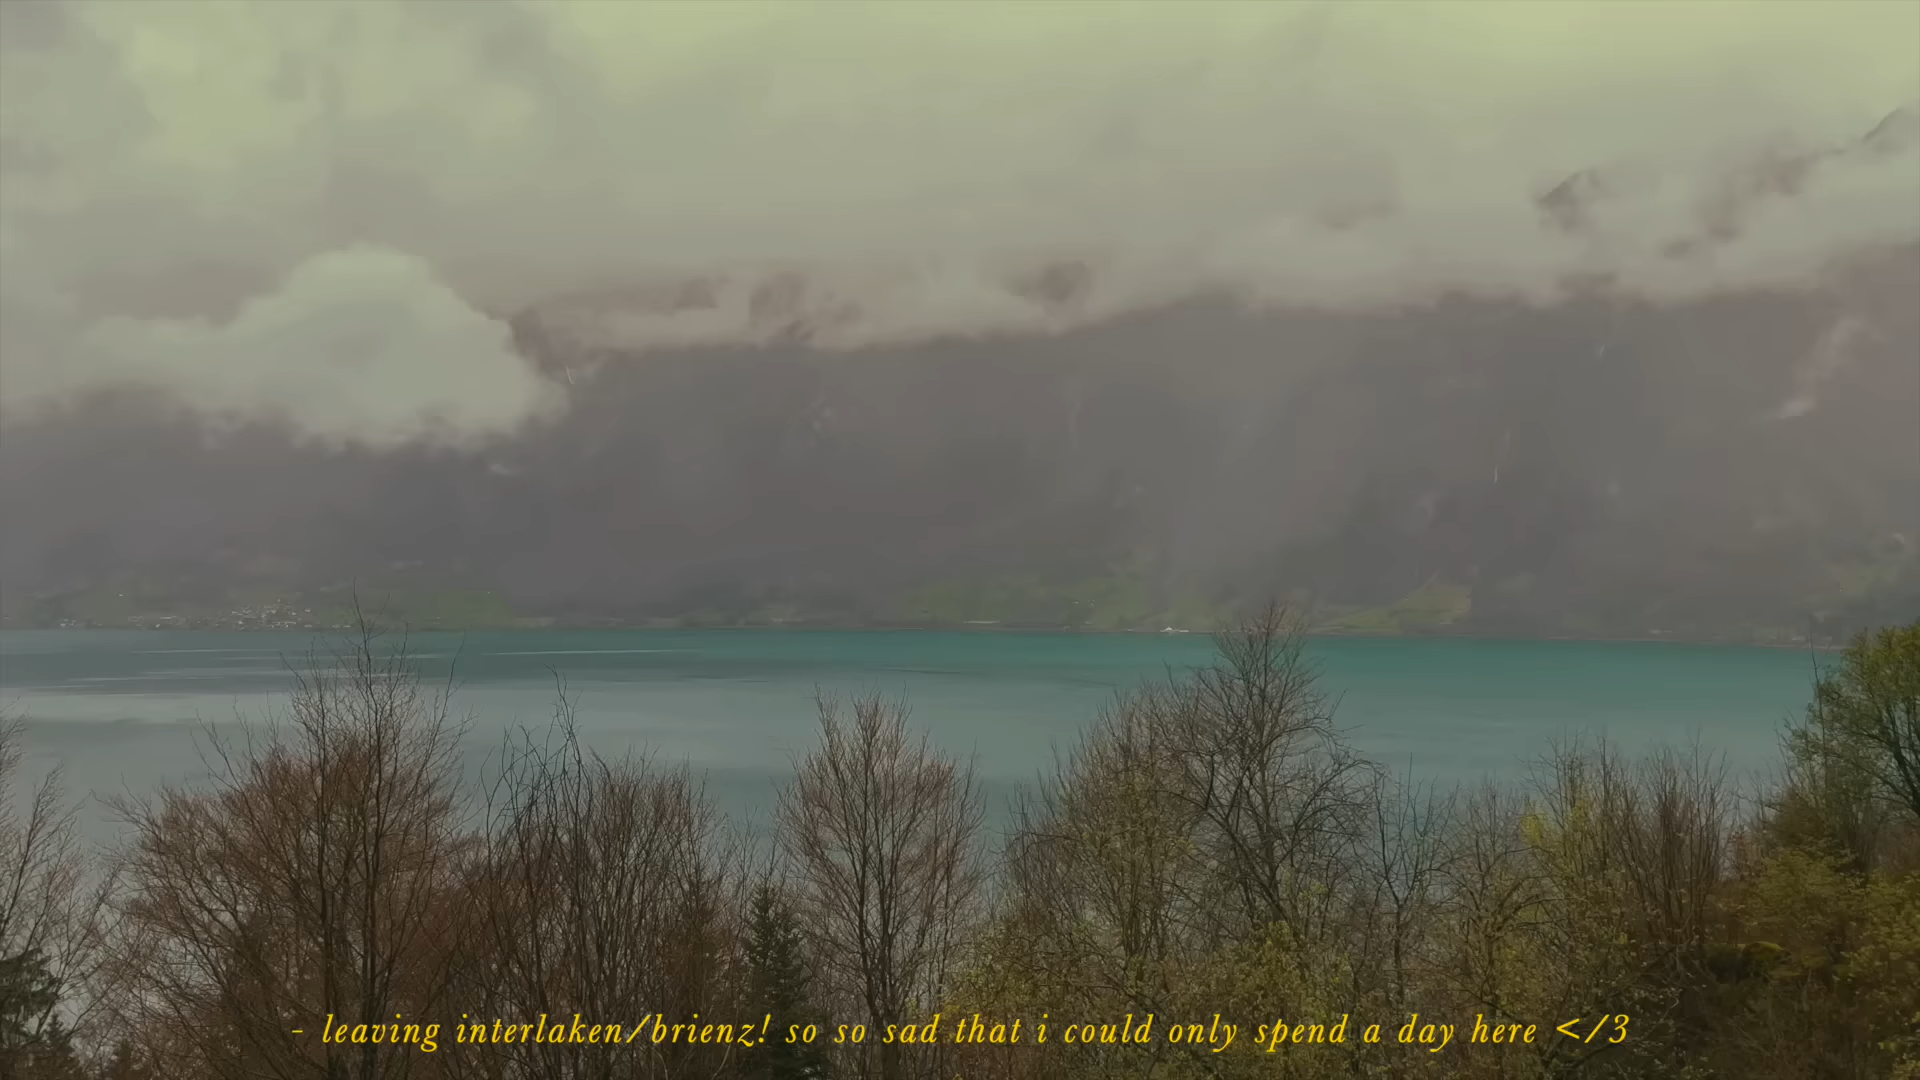 - leaving interlaken/brienz! so so sad that i could only spend a day here </3